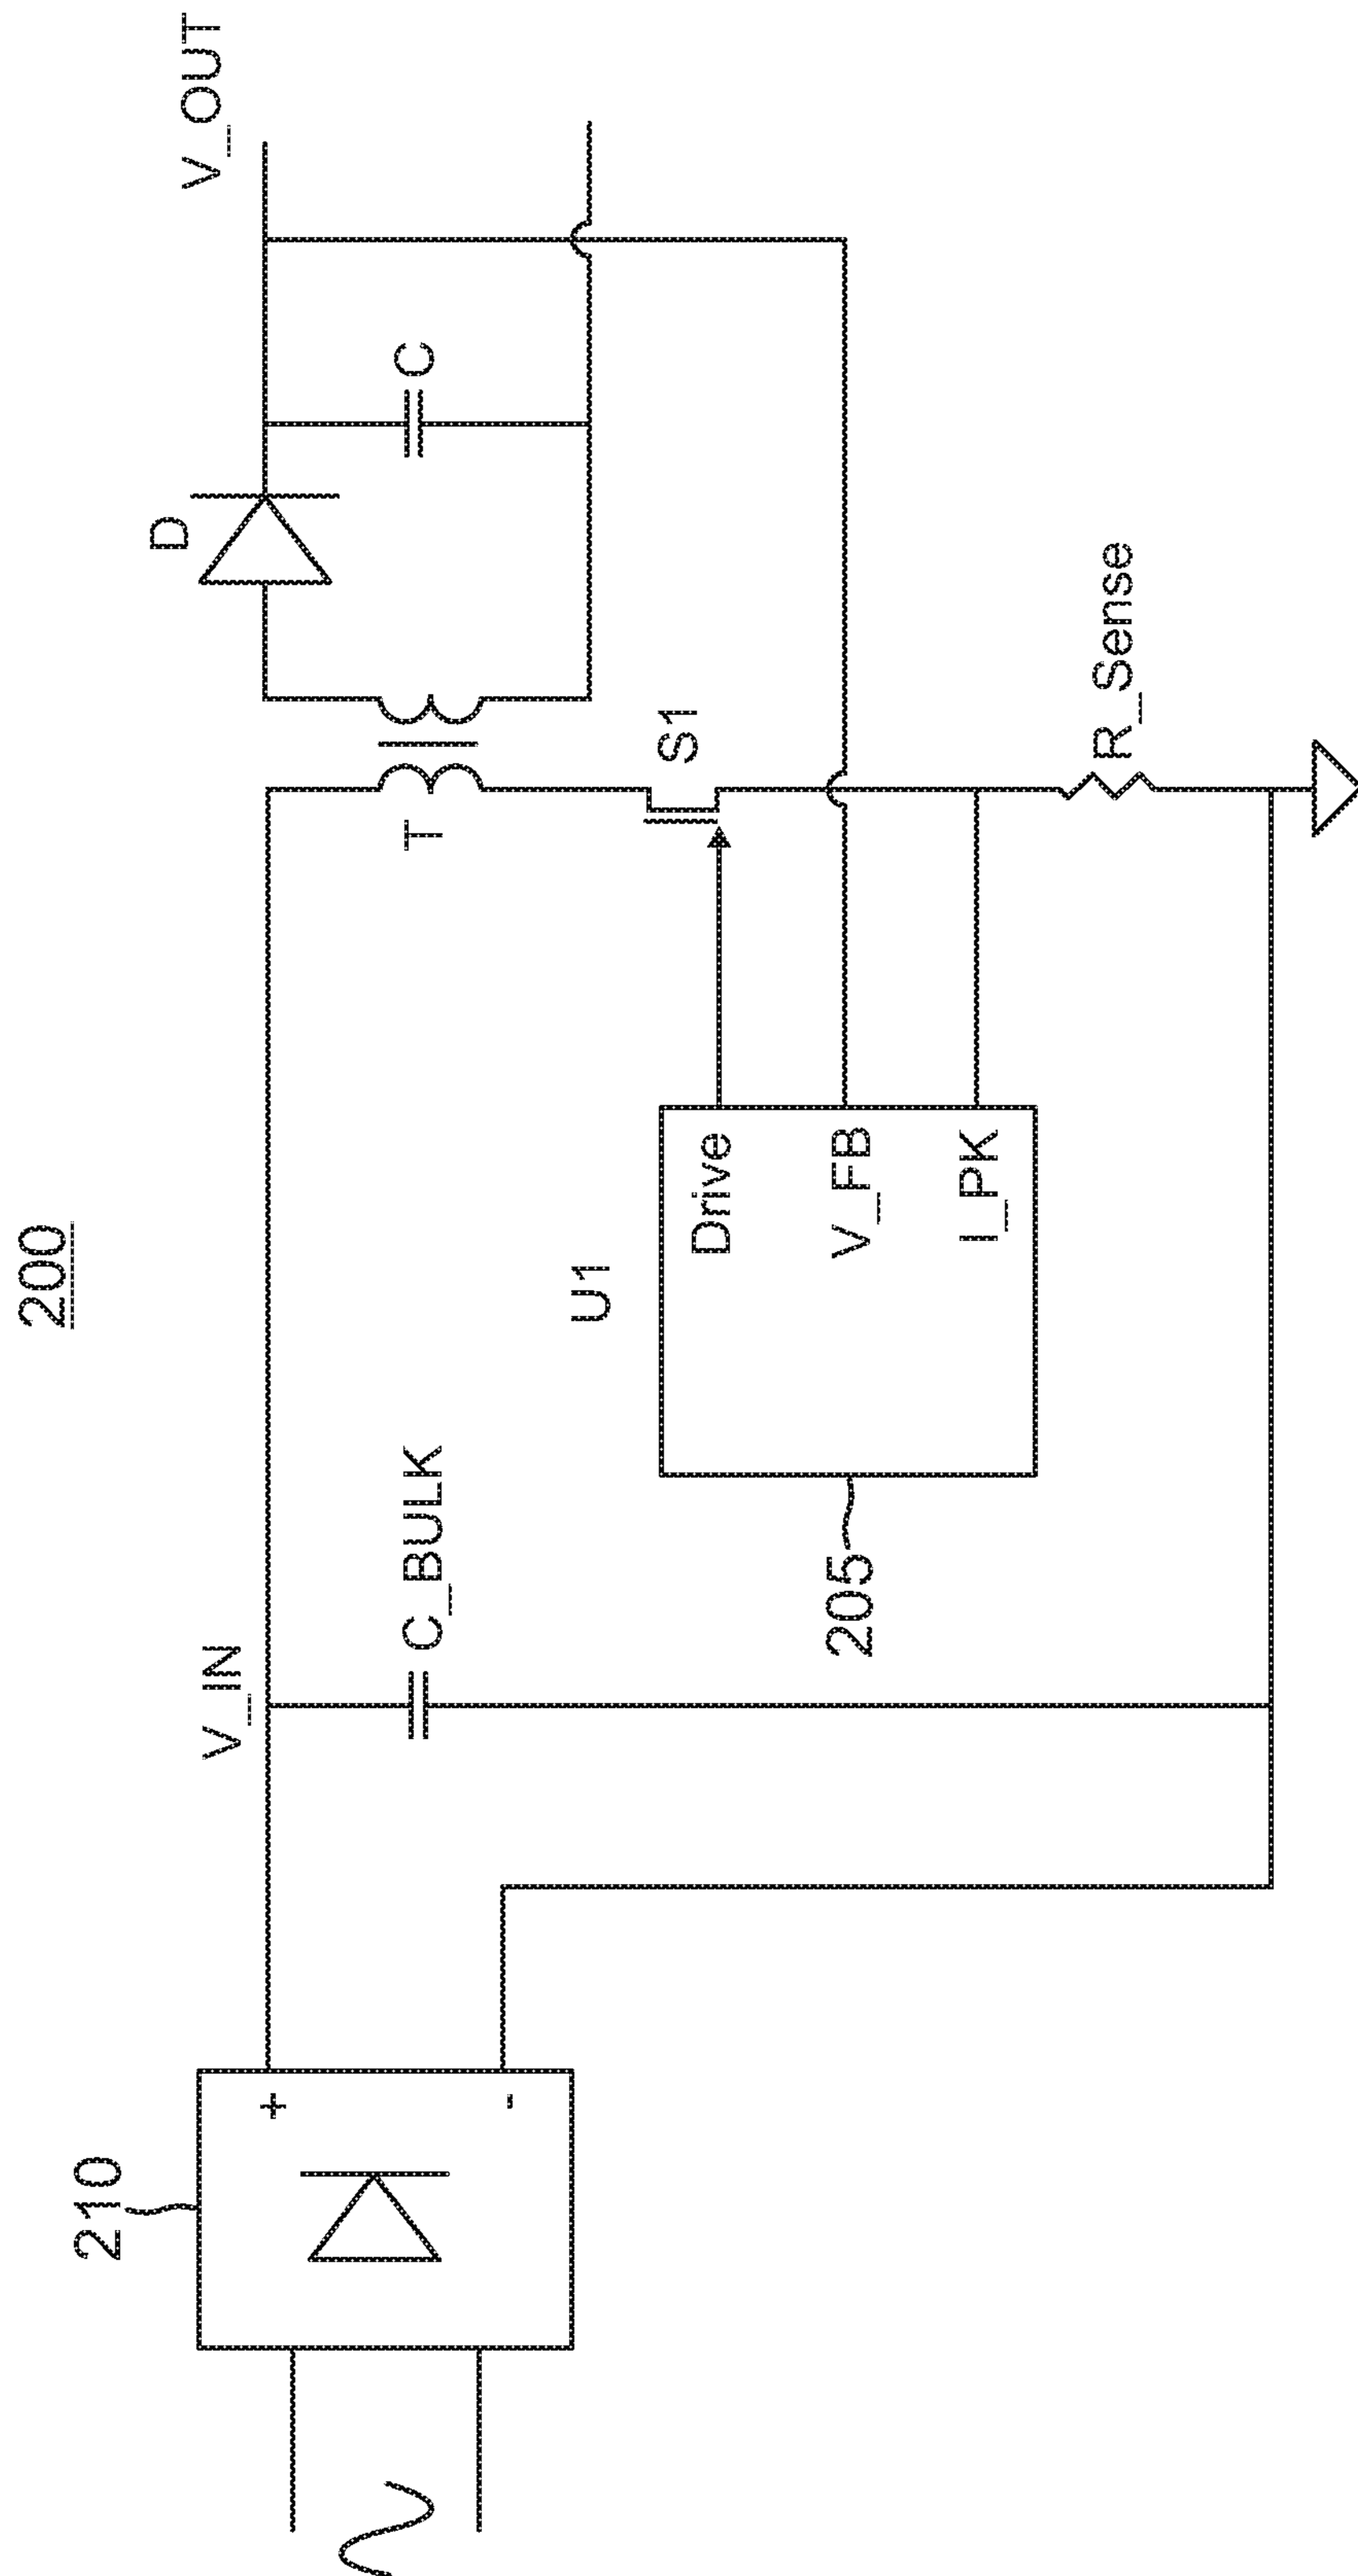 200
V_OUT
D
C
V_IN
T
C_BULK
S1
U1
Drive
V_FB
I_PK
205
R_Sense
210
+
-